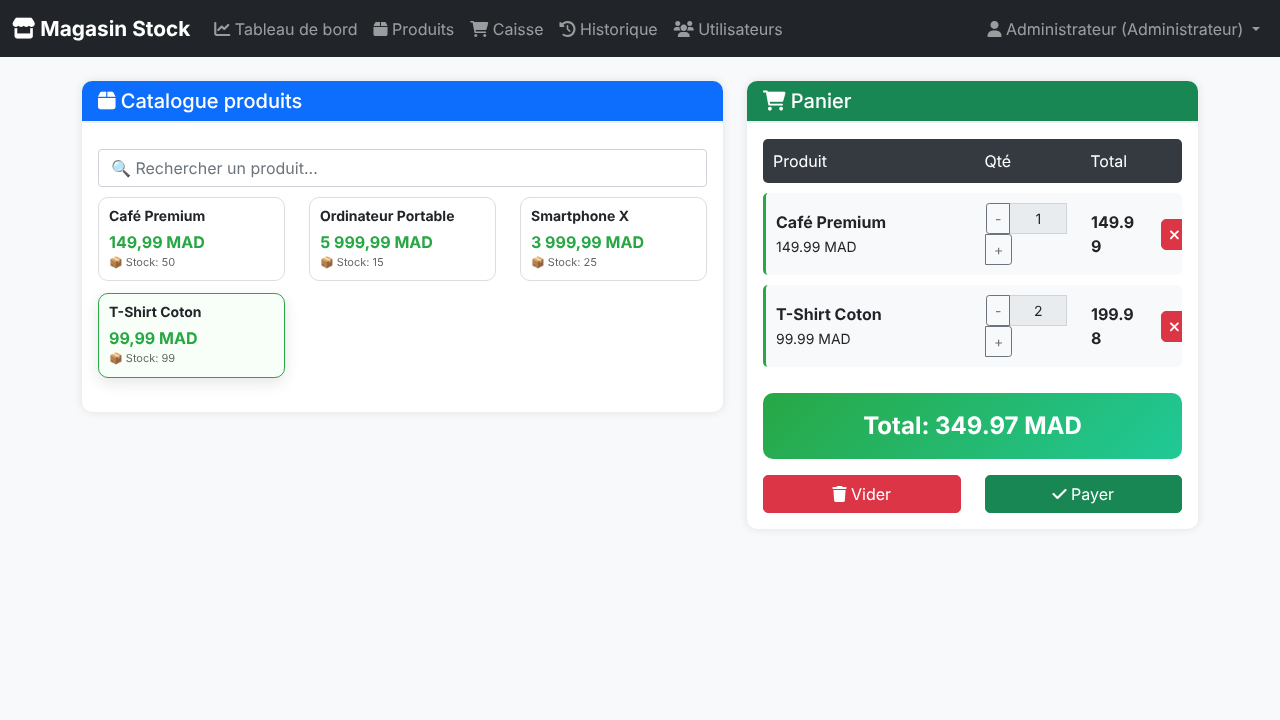 Magasin Stock
Tableau de bord
Produits
Caisse
Historique
Utilisateurs
Administrateur (Administrateur)
Catalogue produits
🔍 Rechercher un produit...
Café Premium
149,99 MAD
📦 Stock: 50
Ordinateur Portable
5 999,99 MAD
📦 Stock: 15
Smartphone X
3 999,99 MAD
📦 Stock: 25
T-Shirt Coton
99,99 MAD
📦 Stock: 99
Panier
Produit Qté Total
Café Premium
149.99 MAD
- 1
+
149.9
9
T-Shirt Coton
99.99 MAD
- 2
+
199.9
8
Total: 349.97 MAD
Vider
Payer